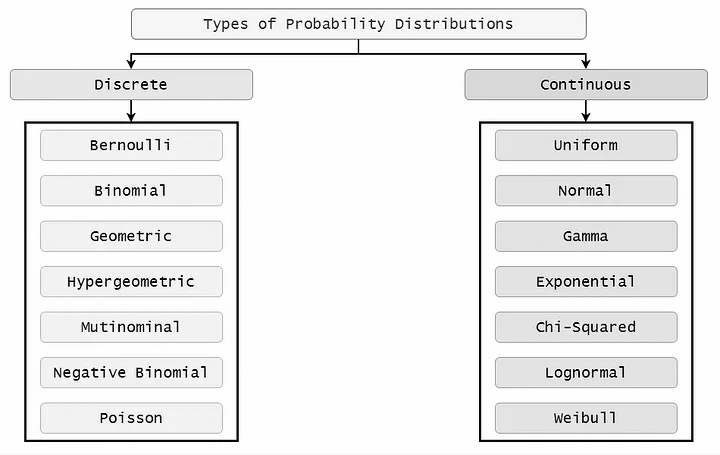 Types of Probability Distributions
Discrete
Continuous
Bernoulli
Binomial
Geometric
Hypergeometric
Mutinominal
Negative Binomial
Poisson
Uniform
Normal
Gamma
Exponential
Chi-Squared
Lognormal
Weibull